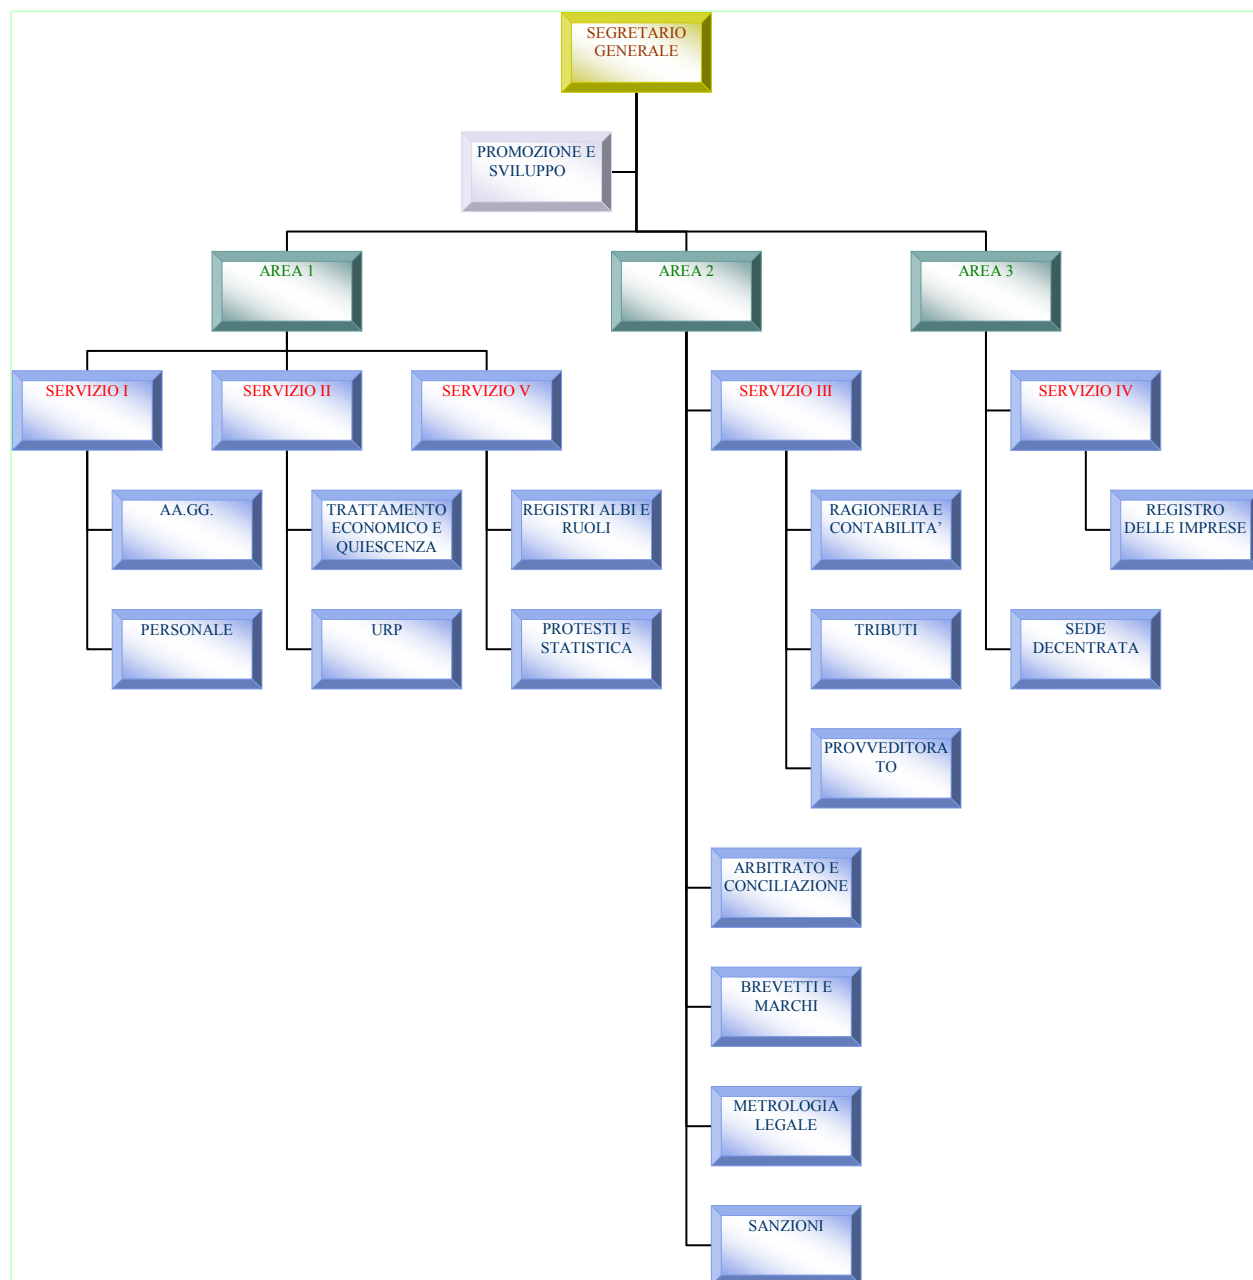 SEGRETARIO
GENERALE
PROMOZIONE E
SVILUPPO
AREA 1
AREA 2
AREA 3
SERVIZIO I
SERVIZIO II
SERVIZIO V
SERVIZIO III
SERVIZIO IV
AA.GG.
TRATTAMENTO
ECONOMICO E
QUIESCENZA
REGISTRI ALBI E
RUOLI
RAGIONERIA E
CONTABILITA’
REGISTRO
DELLE IMPRESE
PERSONALE
URP
PROTESTI E
STATISTICA
TRIBUTI
SEDE
DECENTRATA
PROVVEDITORA
TO
ARBITRATO E
CONCILIAZIONE
BREVETTI E
MARCHI
METROLOGIA
LEGALE
SANZIONI